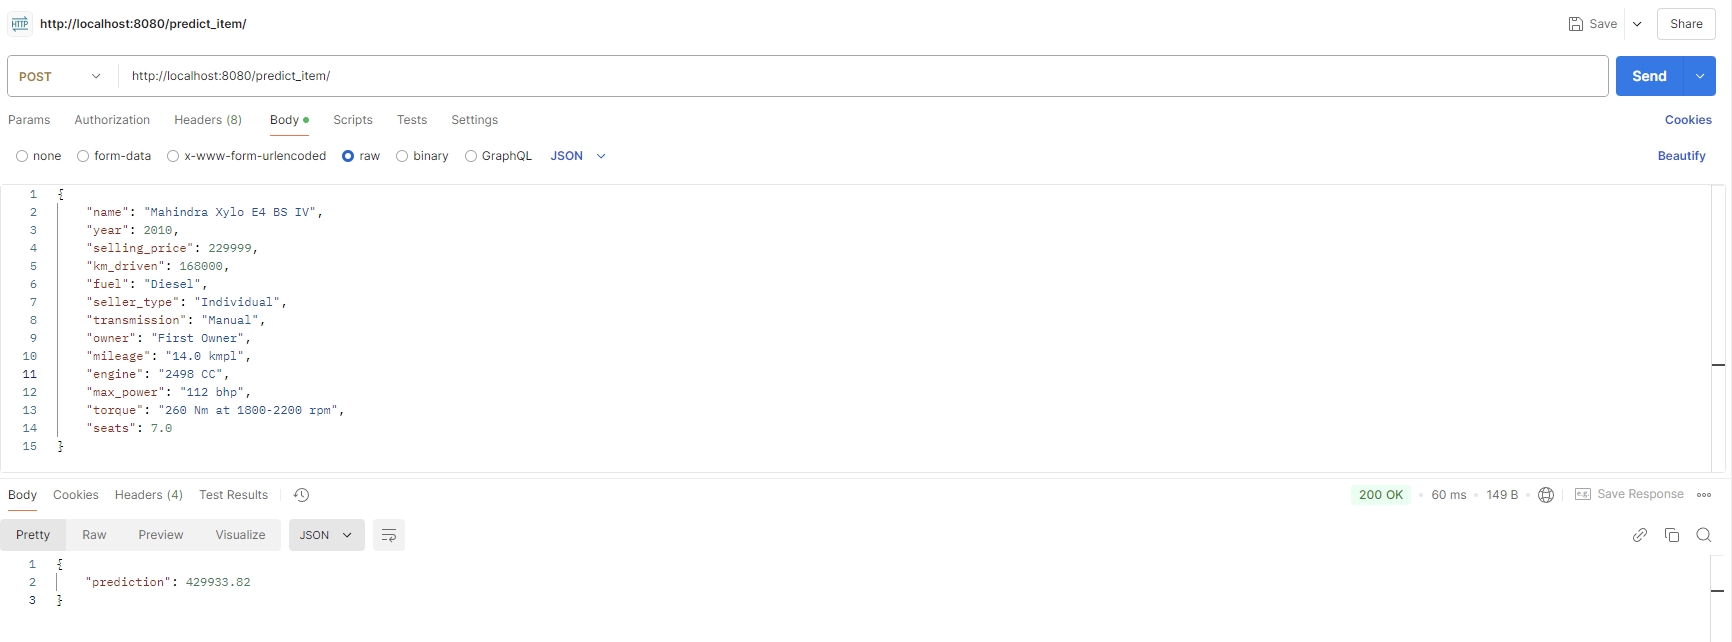 HTTP http://localhost:8080/predict_item/ Save Share
POST http://localhost:8080/predict_item/ Send
Params Authorization Headers (8) Body Scripts Tests Settings Cookies
none form-data x-www-form-urlencoded raw binary GraphQL JSON Beautify
1 {
2 "name": "Mahindra Xylo E4 BS IV",
3 "year": 2010,
4 "selling_price": 229999,
5 "km_driven": 168000,
6 "fuel": "Diesel",
7 "seller_type": "Individual",
8 "transmission": "Manual",
9 "owner": "First Owner",
10 "mileage": "14.0 kmpl",
11 "engine": "2498 CC",
12 "max_power": "112 bhp",
13 "torque": "260 Nm at 1800-2200 rpm",
14 "seats": 7.0
15 }
Body Cookies Headers (4) Test Results 200 OK • 60 ms • 149 B • e.g. Save Response
Pretty Raw Preview Visualize JSON
1 {
2 "prediction": 429933.82
3 }